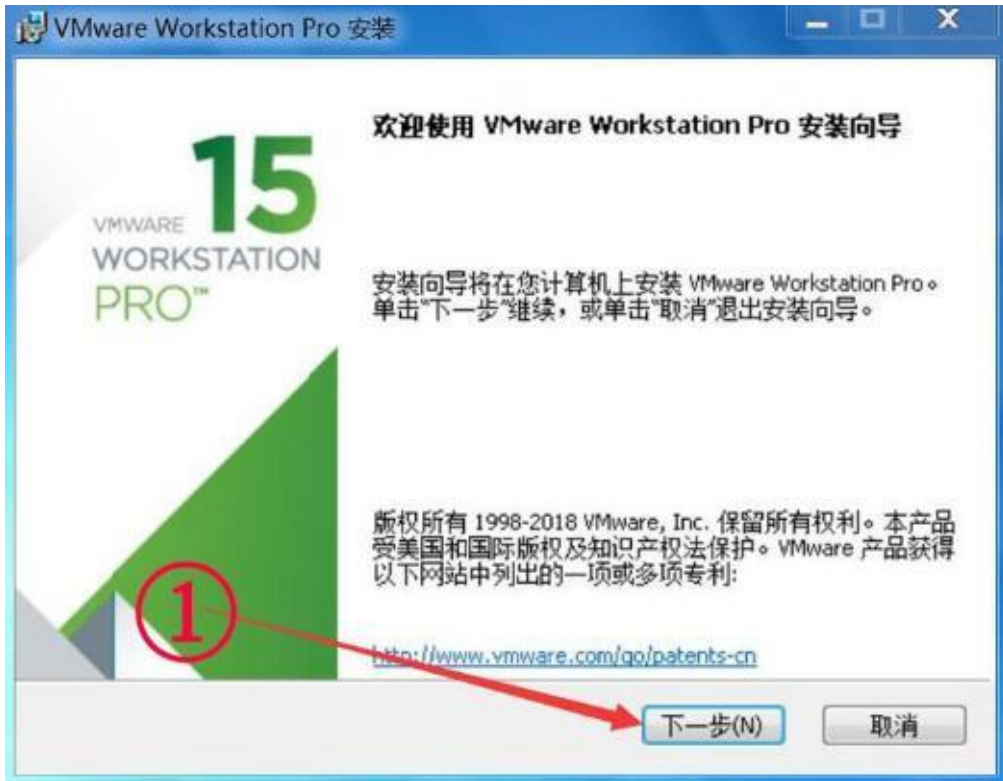 VMware Workstation Pro 安装
15
VMWARE
WORKSTATION
PRO™
欢迎使用 VMware Workstation Pro 安装向导
安装向导将在您计算机上安装 VMware Workstation Pro。
单击“下一步”继续，或单击“取消”退出安装向导。
版权所有 1998-2018 VMware, Inc. 保留所有权利。本产品
受美国和国际版权及知识产权法保护。VMware 产品获得
以下网站中列出的一项或多项专利:
http://www.vmware.com/go/patents-cn
①
下一步(N)
取消